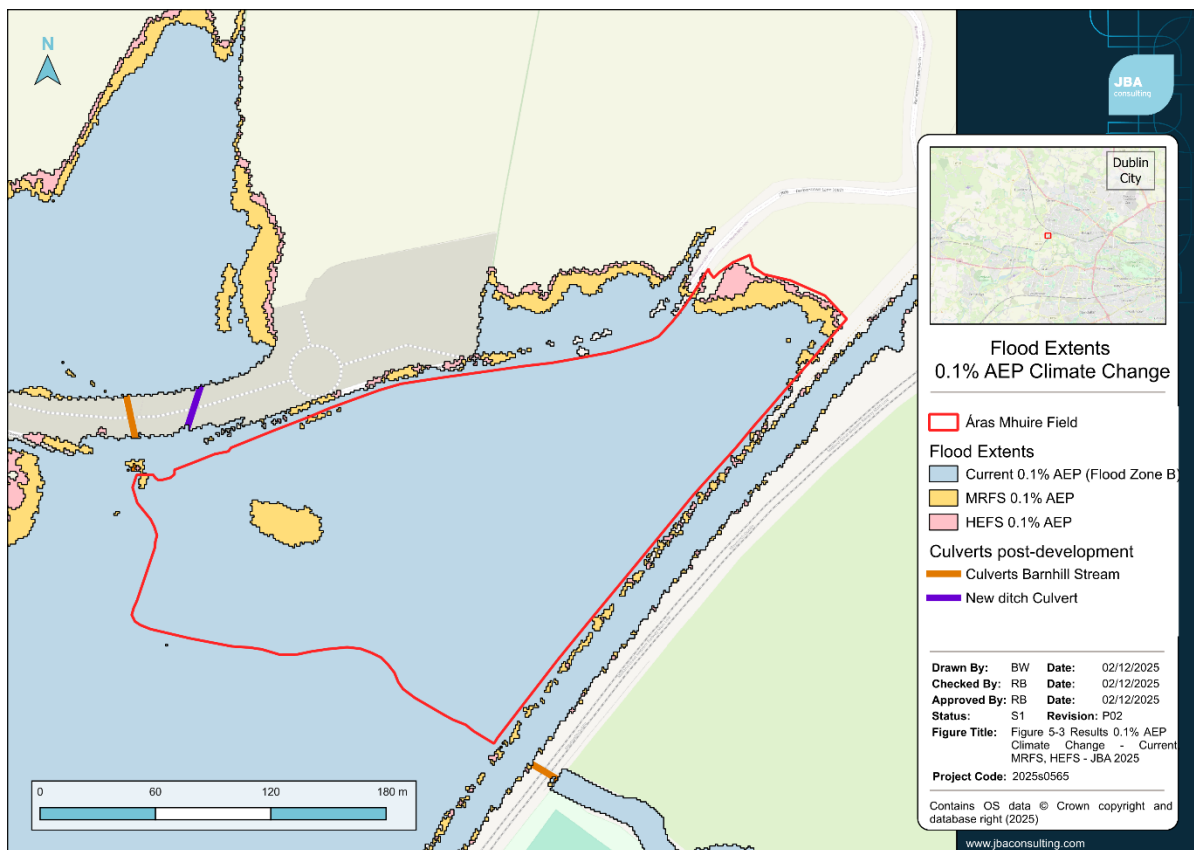 N
JBA
consulting
Dublin
City
Flood Extents
0.1% AEP Climate Change
Áras Mhuire Field
Flood Extents
Current 0.1% AEP (Flood Zone B)
MRFS 0.1% AEP
HEFS 0.1% AEP
Culverts post-development
Culverts Barnhill Stream
New ditch Culvert
Drawn By: BW Date: 02/12/2025
Checked By: RB Date: 02/12/2025
Approved By: RB Date: 02/12/2025
Status: S1 Revision: P02
Figure Title: Figure 5-3 Results 0.1% AEP
Climate Change - Current
MRFS, HEFS - JBA 2025
Project Code: 2025s0565
Contains OS data © Crown copyright and
database right (2025)
www.jbaconsulting.com
0 60 120 180 m